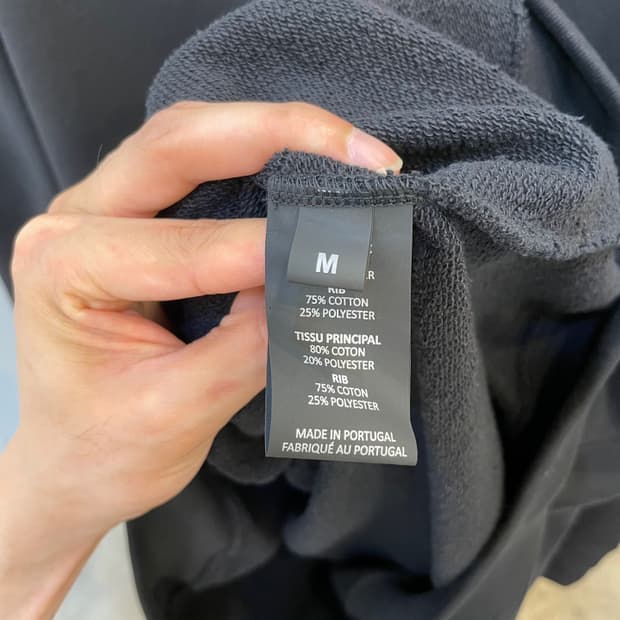 M
RIB
75% COTTON
25% POLYESTER
TISSU PRINCIPAL
80% COTON
20% POLYESTER
RIB
75% COTON
25% POLYESTER
MADE IN PORTUGAL
FABRIQUÉ AU PORTUGAL